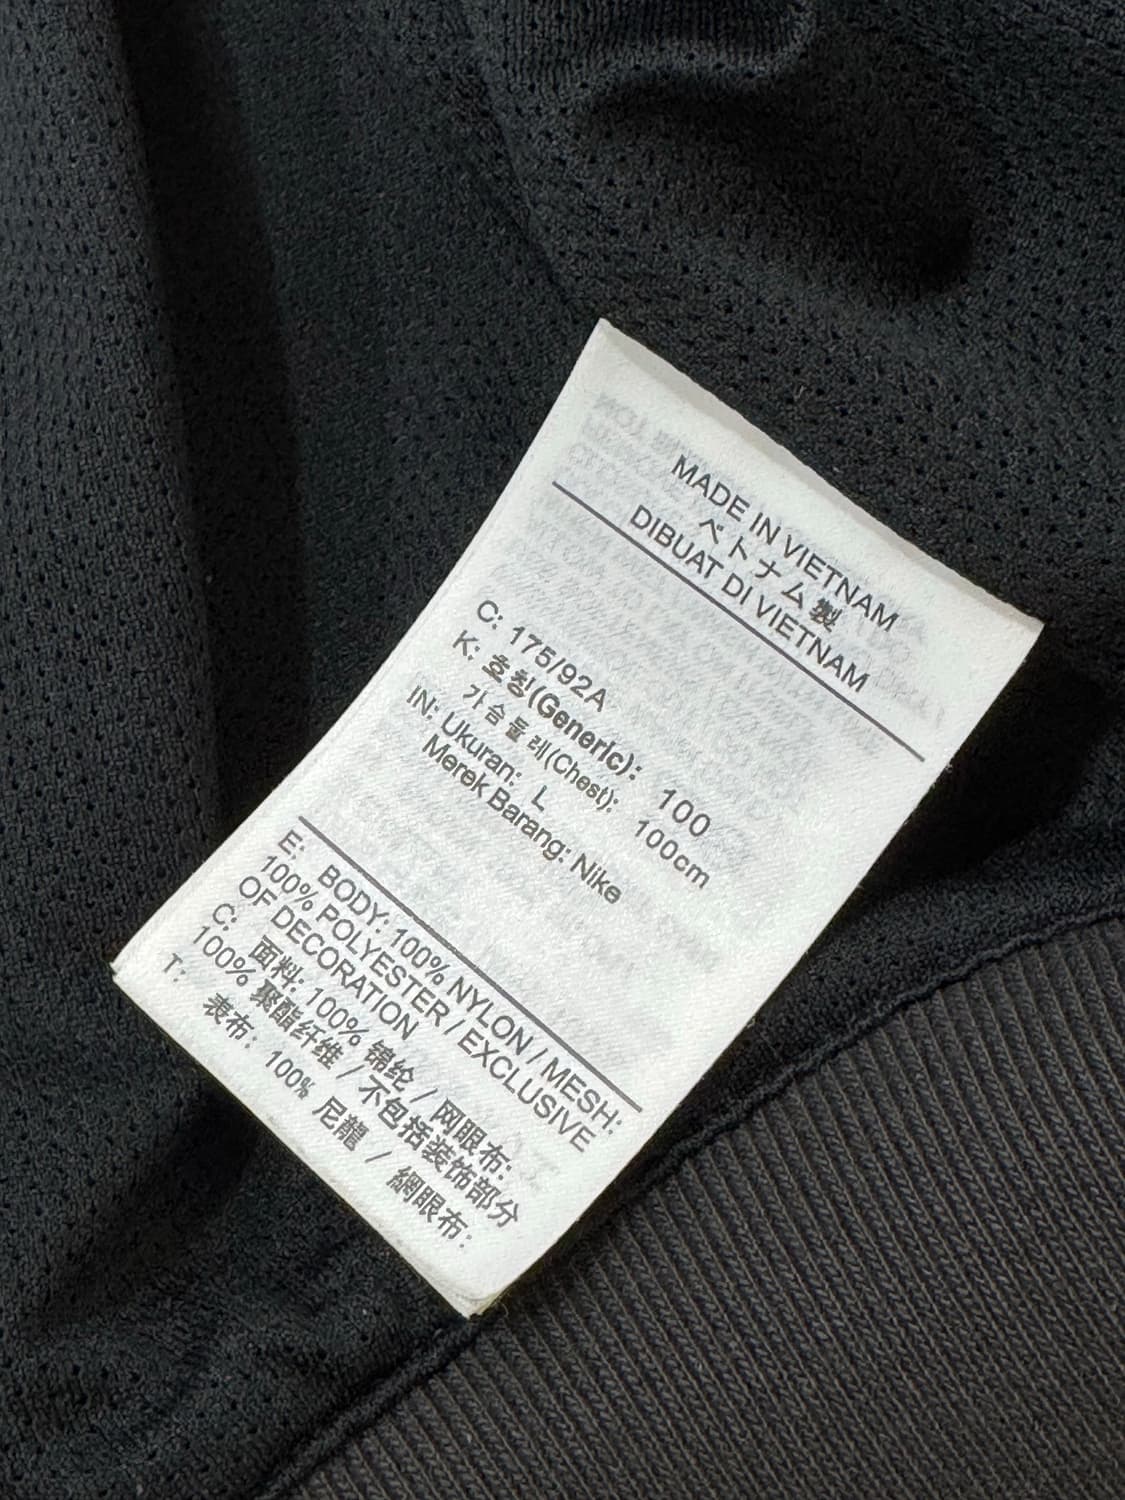 MADE IN VIETNAM
ベトナム製
DIBUAT DI VIETNAM
C: 175/92A
K: 호칭(Generic): 100
가슴둘레(Chest): 100cm
IN: Ukuran: L
Merek Barang: Nike
E: BODY: 100% NYLON / MESH:
100% POLYESTER / EXCLUSIVE
OF DECORATION
C: 面料: 100% 锦纶 / 网眼布:
100% 聚酯纤维 / 不包括装饰部分
T: 表布: 100% 尼龍 / 網眼布: